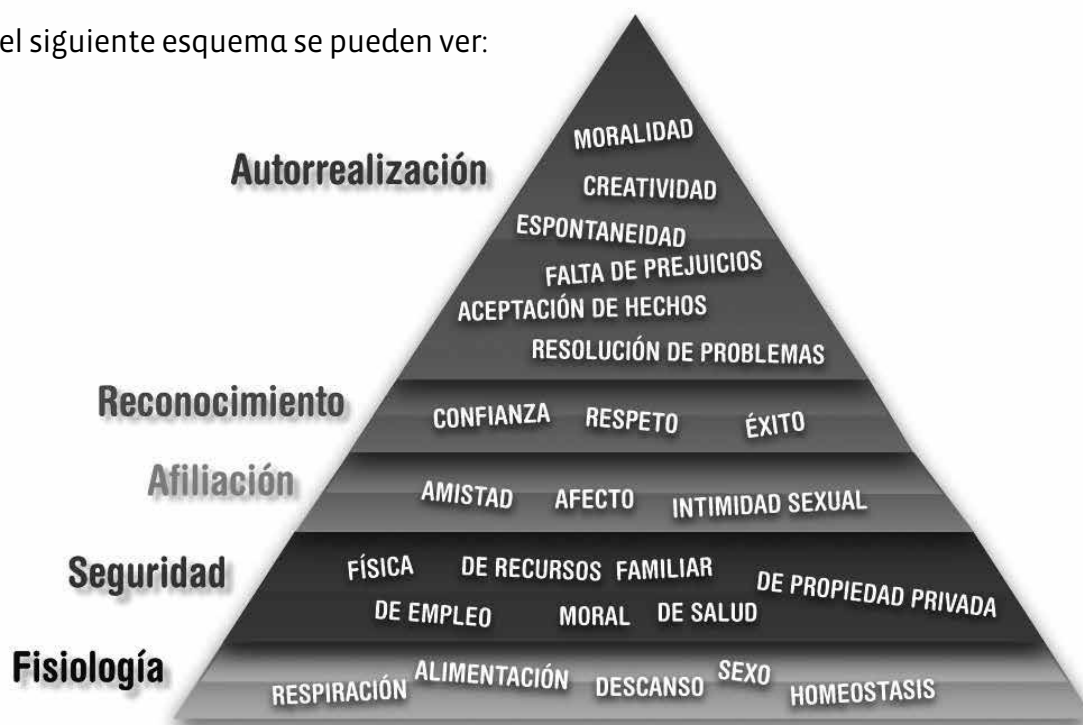 el siguiente esquema se pueden ver:
Autorrealización
MORALIDAD
CREATIVIDAD
ESPONTANEIDAD
FALTA DE PREJUICIOS
ACEPTACIÓN DE HECHOS
RESOLUCIÓN DE PROBLEMAS
Reconocimiento
CONFIANZA RESPETO ÉXITO
Afiliación
AMISTAD AFECTO INTIMIDAD SEXUAL
Seguridad
FÍSICA DE RECURSOS FAMILIAR DE PROPIEDAD PRIVADA
DE EMPLEO MORAL DE SALUD
Fisiología
RESPIRACIÓN ALIMENTACIÓN DESCANSO SEXO HOMEOSTASIS